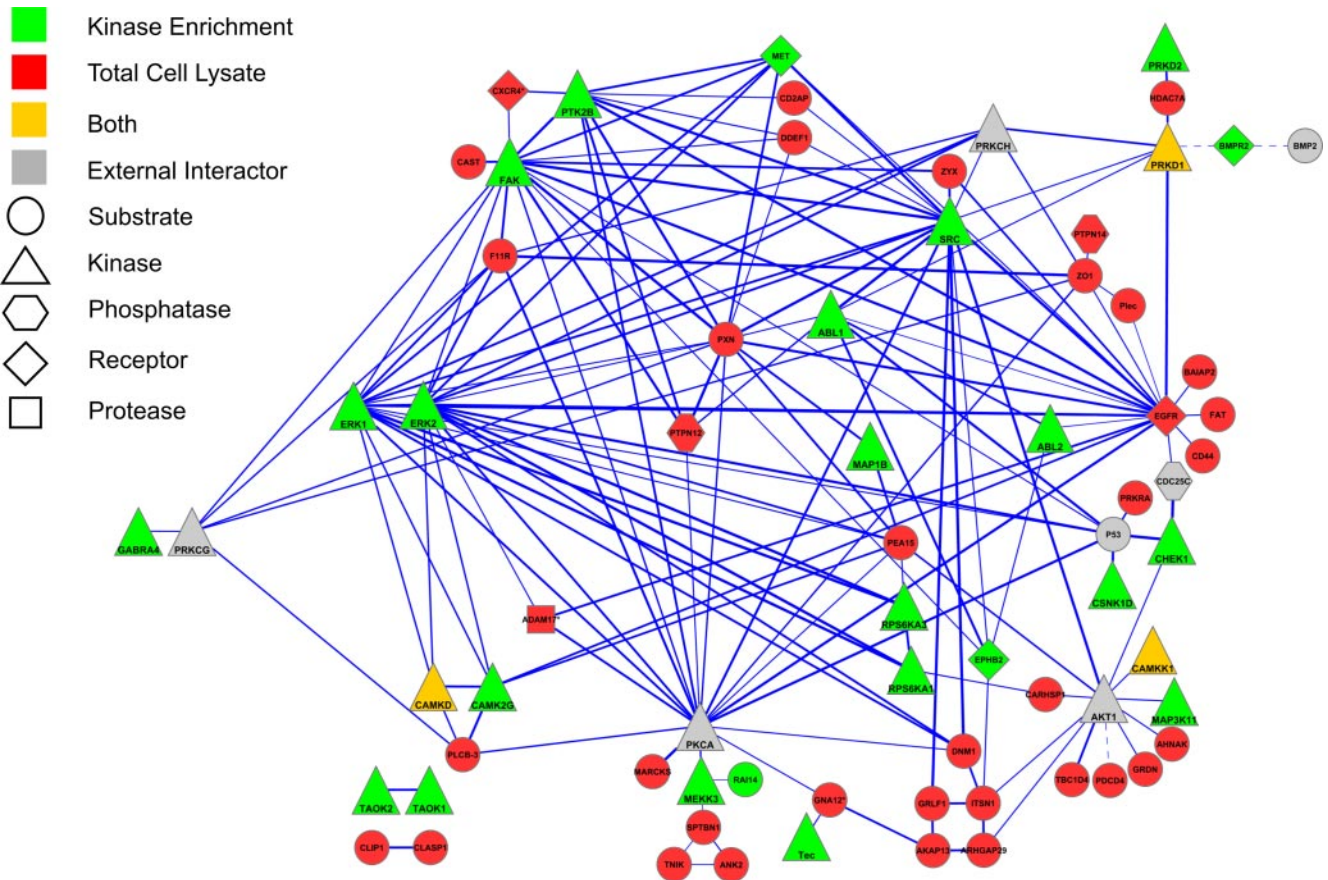 Kinase Enrichment
Total Cell Lysate
Both
External Interactor
Substrate
Kinase
Phosphatase
Receptor
Protease
MET
PRKD2
CXCR4*
PTK2B
CD2AP
HDAC7A
DDEF1
PRKCH
BMPR2
BMP2
CAST
FAK
ZYX
PRKD1
PTPN14
SRC
F11R
ZO1
Plec
ABL1
PXN
BAIAP2
ERK1
ERK2
EGFR
FAT
PTPN12
ABL2
CD44
MAP1B
CDC25C
PRKRA
GABRA4
PRKCG
PEA15
P53
CHEK1
CSNK1D
ADAM17*
RPS6KA3
EPHB2
CAMKK1
CAMKD
CAMK2G
RPS6KA1
CARHSP1
AKT1
MAP3K11
PKCA
AHNAK
PLCB-3
DNM1
MARCKS
GRDN
RAI14
TBC1D4
PDCD4
TAOK2
TAOK1
MEKK3
GNA12*
GRLF1
ITSN1
SPTBN1
CLIP1
CLASP1
Tec
AKAP13
ARHGAP29
TNIK
ANK2